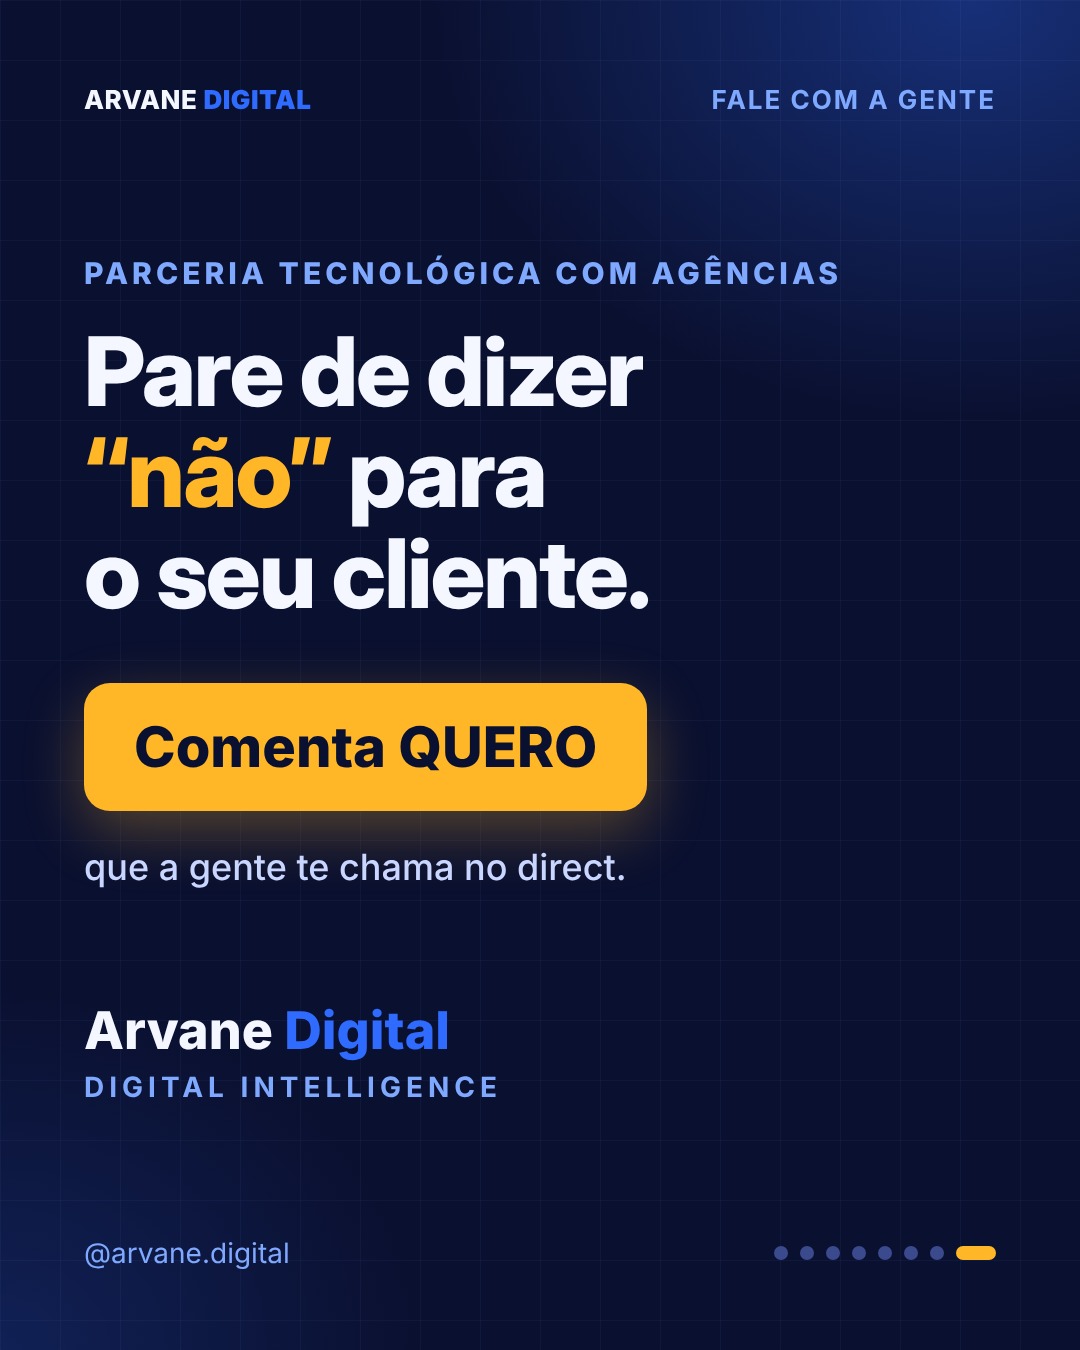 ARVANE DIGITAL
FALE COM A GENTE
PARCERIA TECNOLÓGICA COM AGÊNCIAS
Pare de dizer
“não” para
o seu cliente.
Comenta QUERO
que a gente te chama no direct.
Arvane Digital
DIGITAL INTELLIGENCE
@arvane.digital